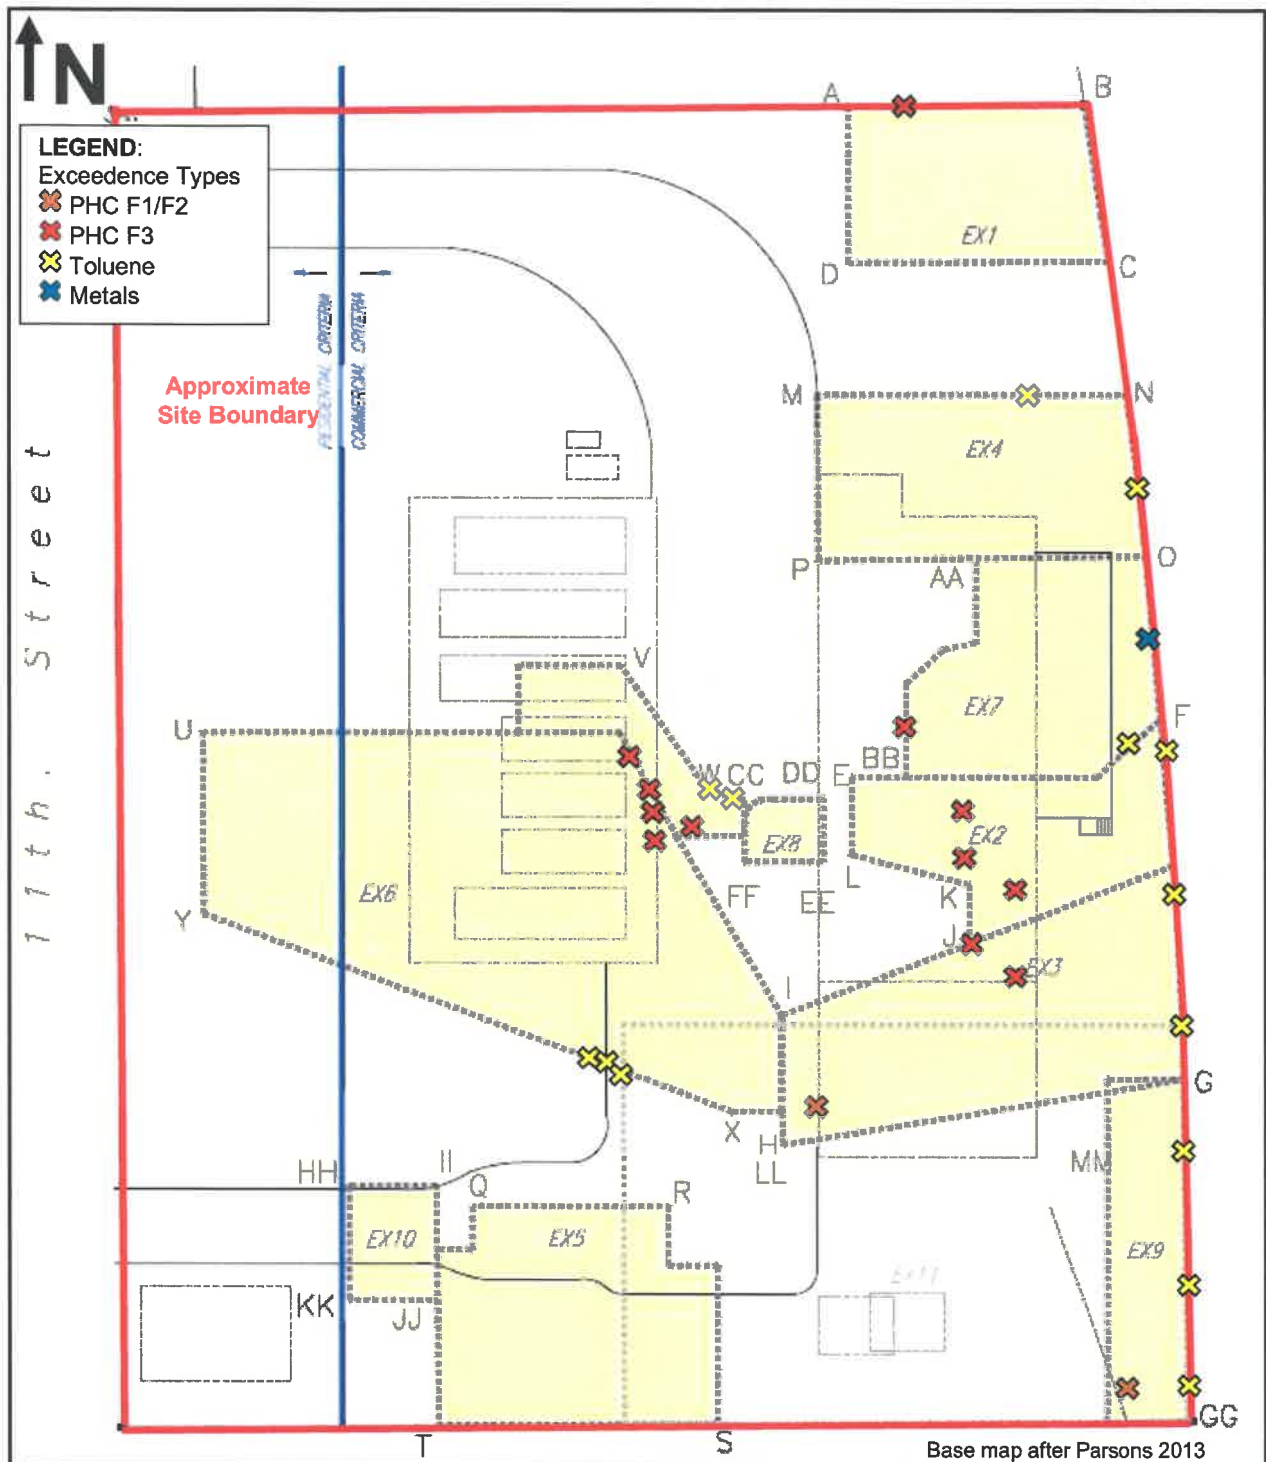 N
A
B
LEGEND:
Exceedence Types
PHC F1/F2
PHC F3
Toluene
Metals
EX1
D
C
RESIDENTIAL CRITERIA
COMMERCIAL CRITERIA
Approximate
Site Boundary
M
N
EX4
11th. Street
P
AA
O
V
U
EX7
F
W
CC
DD
E
BB
EX8
EX2
L
EX6
FF
EE
K
Y
J
I
EX3
G
X
H
LL
MM
HH
II
Q
R
EX10
EX5
EX9
EX11
KK
JJ
T
S
GG
Base map after Parsons 2013